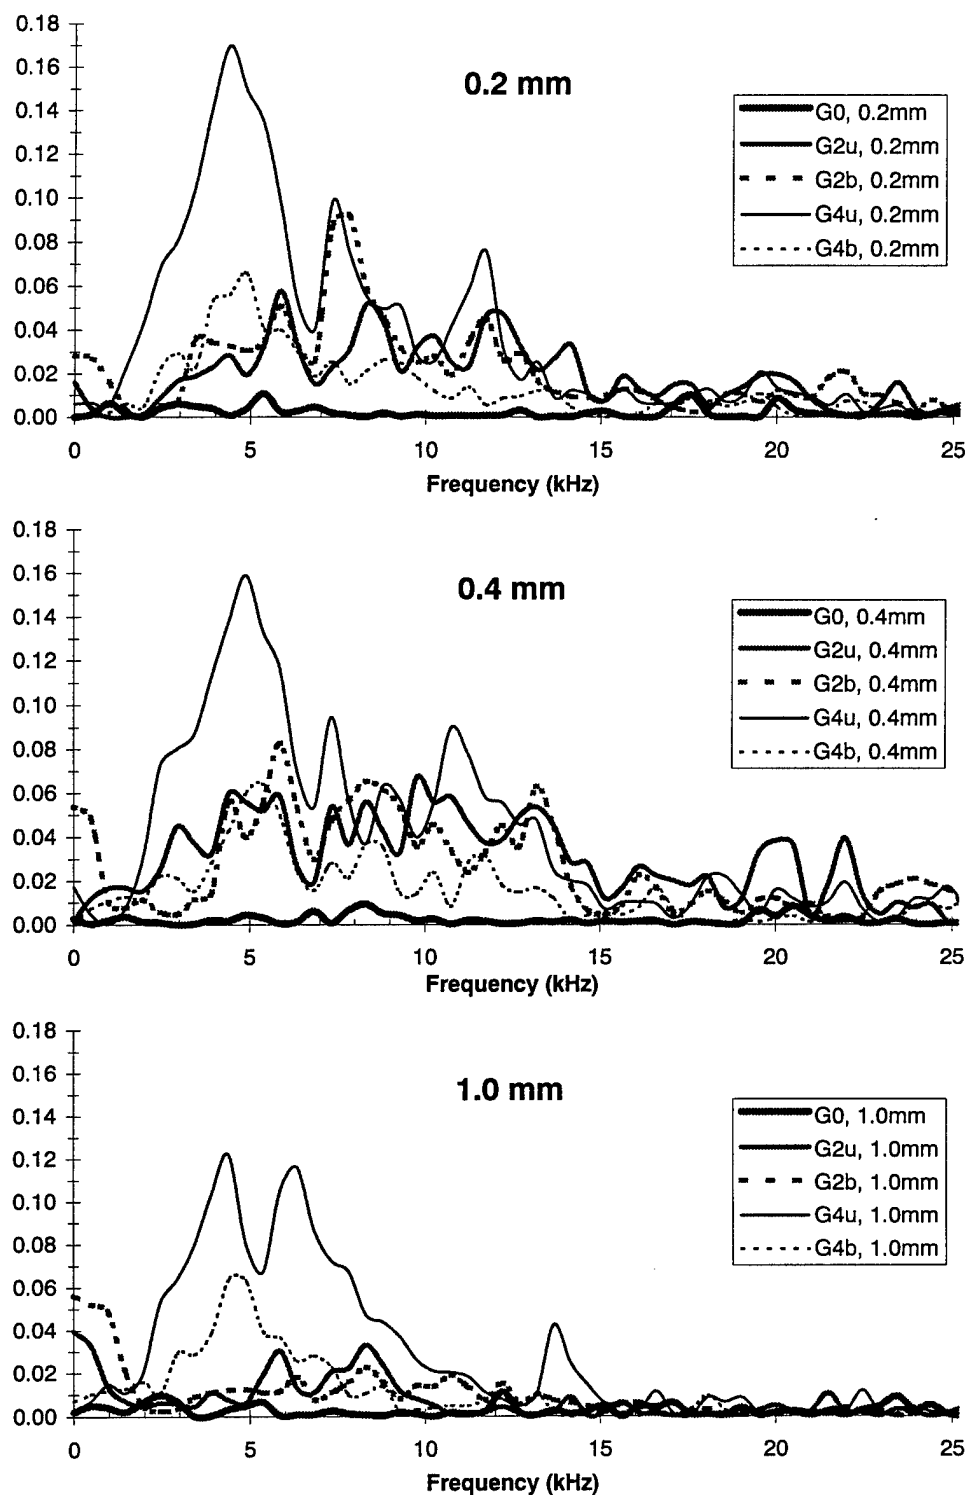 0.18
0.16
0.14
0.12
0.10
0.08
0.06
0.04
0.02
0.00
0.2 mm
G0, 0.2mm
G2u, 0.2mm
G2b, 0.2mm
G4u, 0.2mm
G4b, 0.2mm
0 5 10 15 20 25
Frequency (kHz)
0.18
0.16
0.14
0.12
0.10
0.08
0.06
0.04
0.02
0.00
0.4 mm
G0, 0.4mm
G2u, 0.4mm
G2b, 0.4mm
G4u, 0.4mm
G4b, 0.4mm
0 5 10 15 20 25
Frequency (kHz)
0.18
0.16
0.14
0.12
0.10
0.08
0.06
0.04
0.02
0.00
1.0 mm
G0, 1.0mm
G2u, 1.0mm
G2b, 1.0mm
G4u, 1.0mm
G4b, 1.0mm
0 5 10 15 20 25
Frequency (kHz)